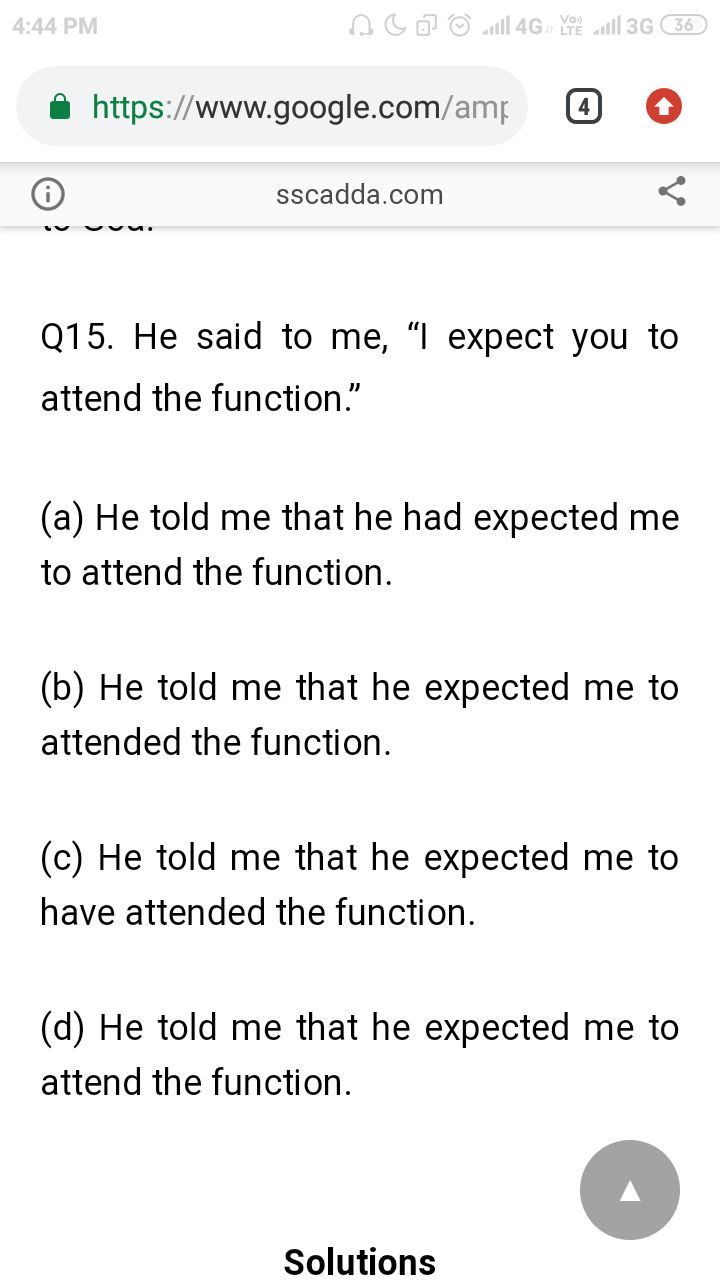 4:44 PM 4G Vo) LTE 3G 36
https://www.google.com/amp 4
sscadda.com
to God.
Q15. He said to me, “I expect you to
attend the function.”
(a) He told me that he had expected me
to attend the function.
(b) He told me that he expected me to
attended the function.
(c) He told me that he expected me to
have attended the function.
(d) He told me that he expected me to
attend the function.
Solutions